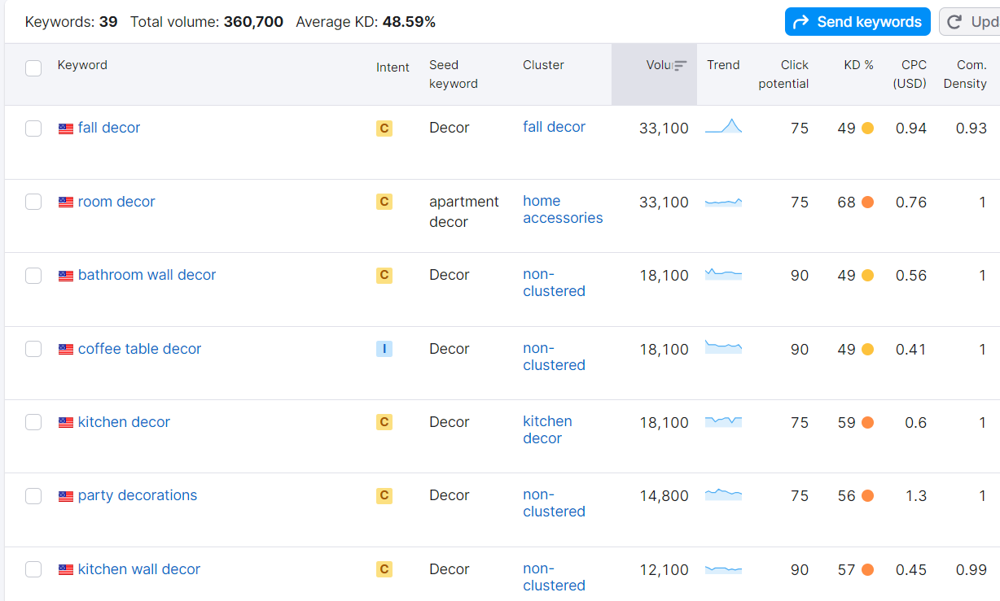 Keywords: 39 Total volume: 360,700 Average KD: 48.59% Send keywords Upd
Keyword Intent Seed keyword Cluster Volu Trend Click potential KD % CPC (USD) Com. Density
fall decor C Decor fall decor 33,100 75 49 0.94 0.93
room decor C apartment decor home accessories 33,100 75 68 0.76 1
bathroom wall decor C Decor non-clustered 18,100 90 49 0.56 1
coffee table decor I Decor non-clustered 18,100 90 49 0.41 1
kitchen decor C Decor kitchen decor 18,100 75 59 0.6 1
party decorations C Decor non-clustered 14,800 75 56 1.3 1
kitchen wall decor C Decor non-clustered 12,100 90 57 0.45 0.99